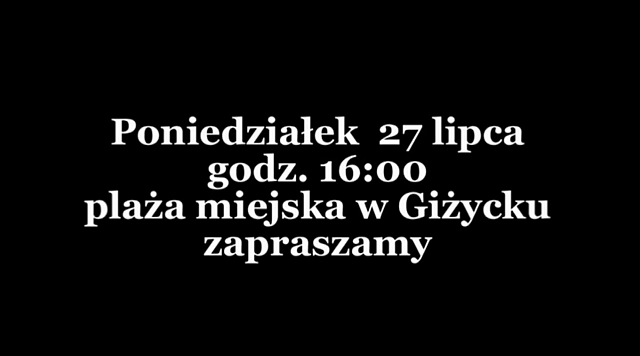 Poniedziałek 27 lipca
godz. 16:00
plaża miejska w Giżycku
zapraszamy